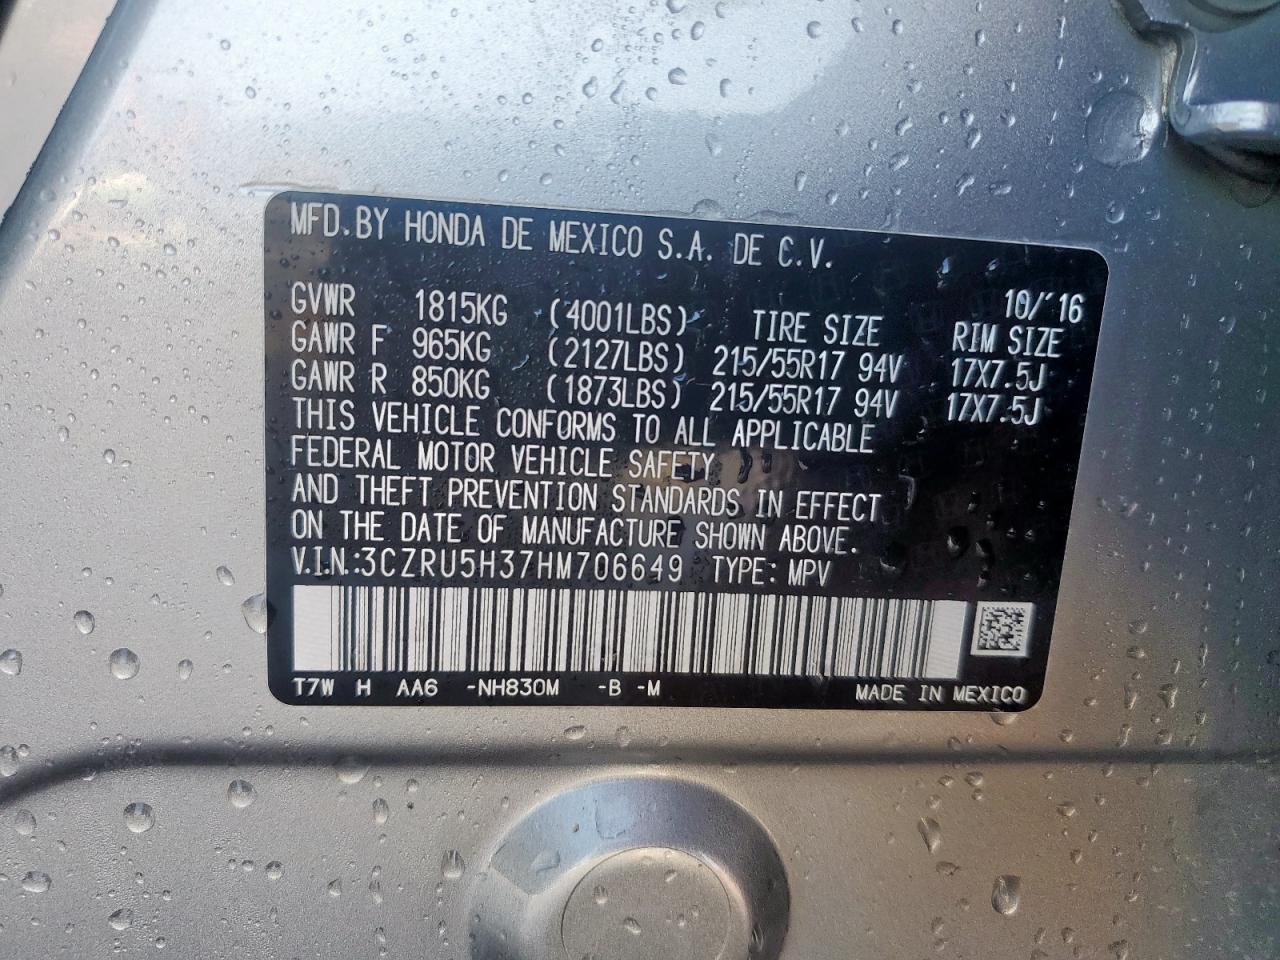 MFD.BY HONDA DE MEXICO S.A. DE C.V.
10/'16
GVWR 1815KG (4001LBS) TIRE SIZE RIM SIZE
GAWR F 965KG (2127LBS) 215/55R17 94V 17X7.5J
GAWR R 850KG (1873LBS) 215/55R17 94V 17X7.5J
THIS VEHICLE CONFORMS TO ALL APPLICABLE
FEDERAL MOTOR VEHICLE SAFETY
AND THEFT PREVENTION STANDARDS IN EFFECT
ON THE DATE OF MANUFACTURE SHOWN ABOVE.
V.I.N.:3CZRU5H37HM706649 TYPE: MPV
T7W H AA6 -NH830M -B -M MADE IN MEXICO